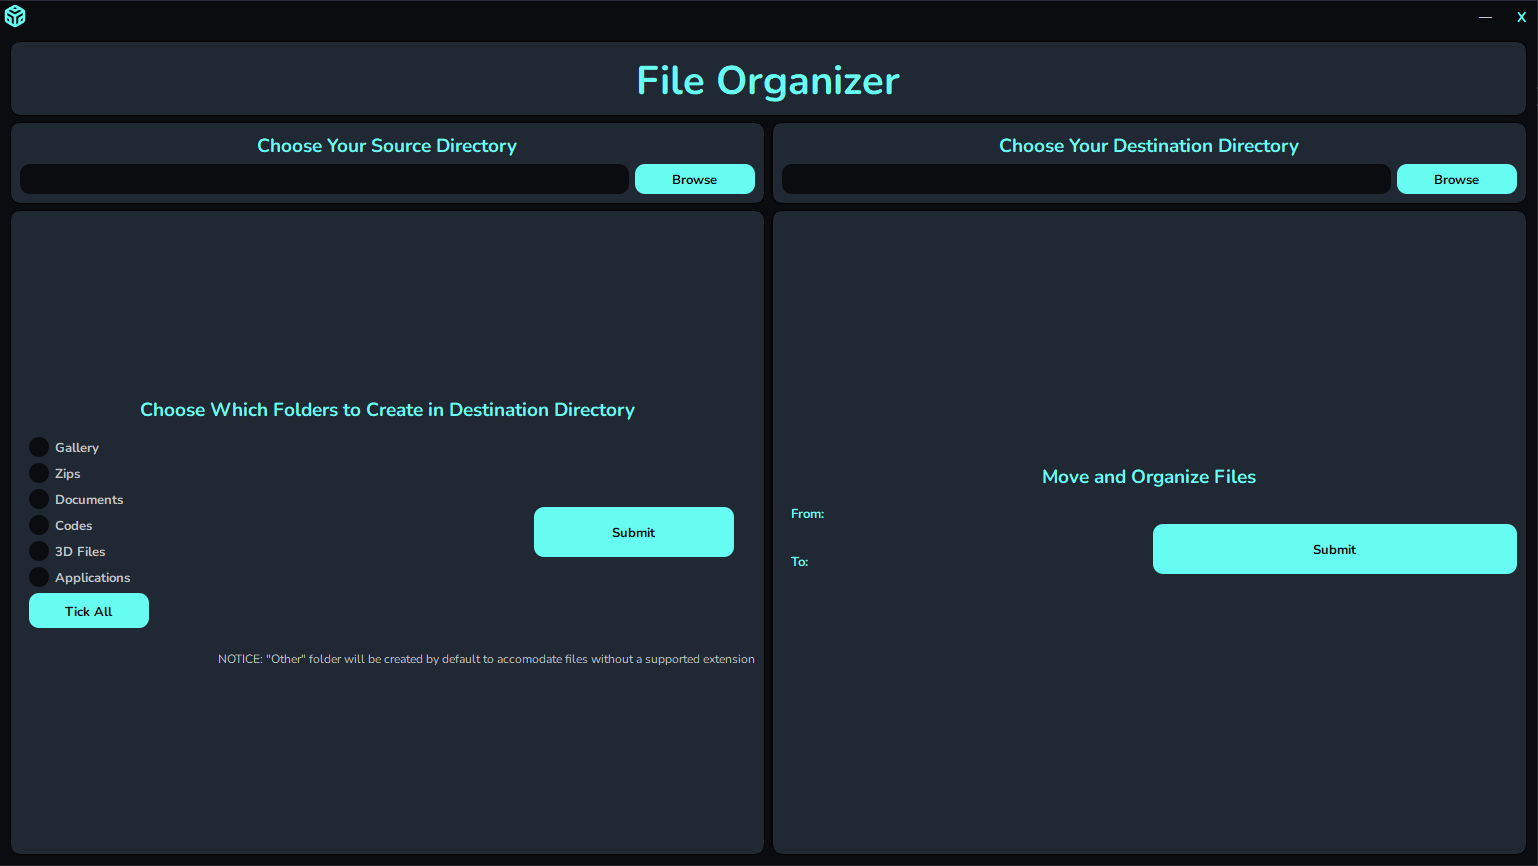 — X
File Organizer
Choose Your Source Directory
Browse
Choose Your Destination Directory
Browse
Choose Which Folders to Create in Destination Directory
Gallery
Zips
Documents
Codes
3D Files
Applications
Tick All
Submit
NOTICE: "Other" folder will be created by default to accomodate files without a supported extension
Move and Organize Files
From:
To:
Submit